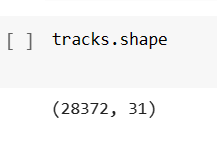 [ ] tracks.shape
(28372, 31)